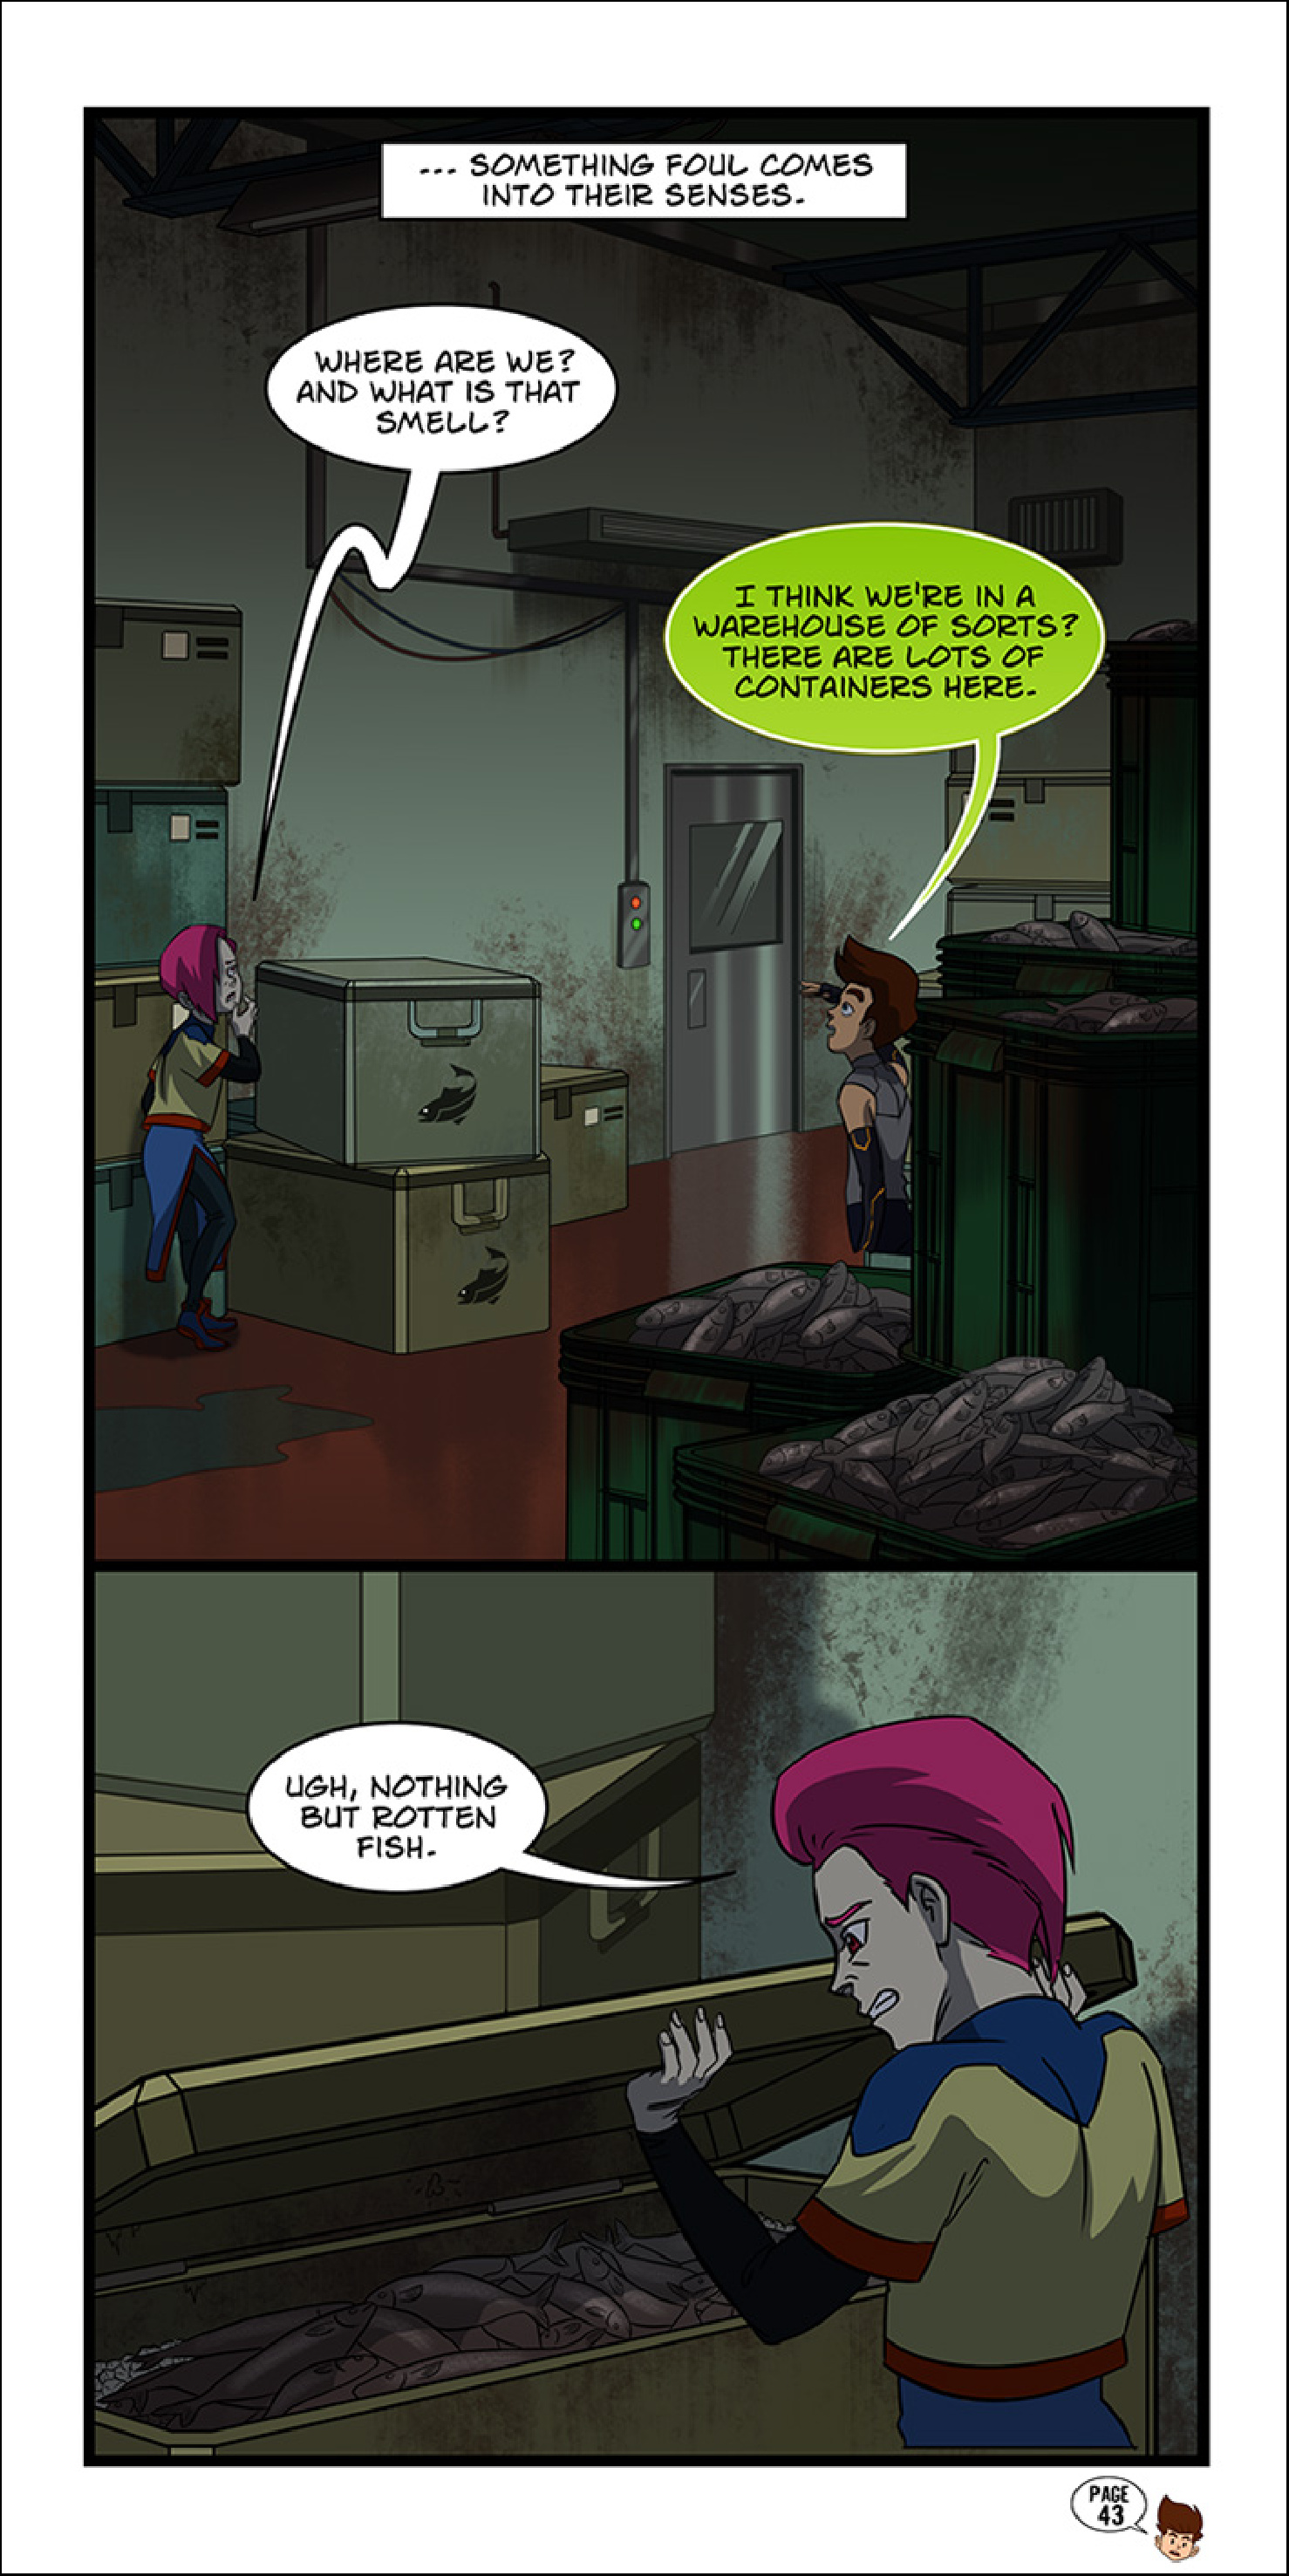 ... SOMETHING FOUL COMES
INTO THEIR SENSES.
WHERE ARE WE?
AND WHAT IS THAT
SMELL?
I THINK WE'RE IN A
WAREHOUSE OF SORTS?
THERE ARE LOTS OF
CONTAINERS HERE.
UGH, NOTHING
BUT ROTTEN
FISH.
PAGE
43